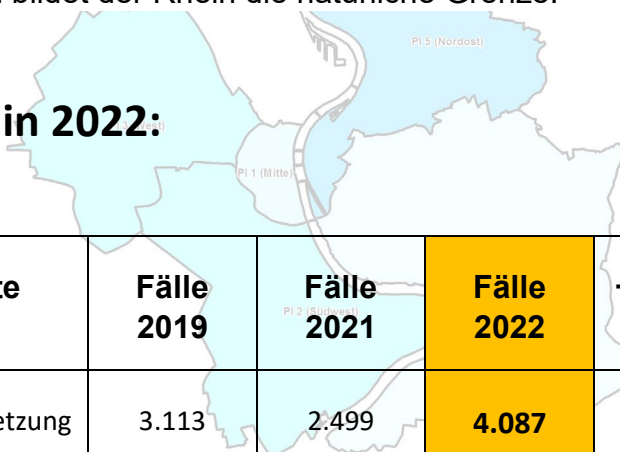 bildet der Rhein die natürliche Grenze.
PI 5 (Nordost)
in 2022:
PI 1 (Mitte)
Fälle 2019
Fälle 2021
Fälle 2022
PI 2 (Südwest)
etzung 3.113 2.499 4.087